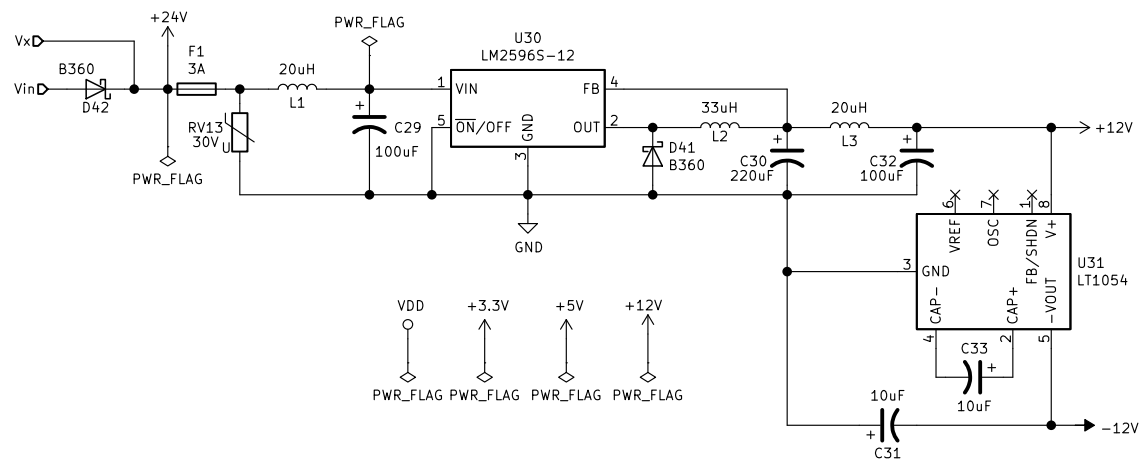 +24V
Vx
Vin
B360
D42
F1
3A
RV13
30V
U
PWR_FLAG
20uH
L1
PWR_FLAG
+
C29
100uF
U30
LM2596S-12
1
VIN
5
ON/OFF
GND
3
FB
4
OUT
2
GND
33uH
L2
D41
B360
+
C30
220uF
20uH
L3
+
C32
100uF
+12V
6
7
1
8
VREF
OSC
FB/SHDN
V+
3
GND
U31
LT1054
CAP-
CAP+
-VOUT
4
2
5
C33
+
10uF
10uF
+
C31
-12V
VDD
+3.3V
+5V
+12V
PWR_FLAG
PWR_FLAG
PWR_FLAG
PWR_FLAG